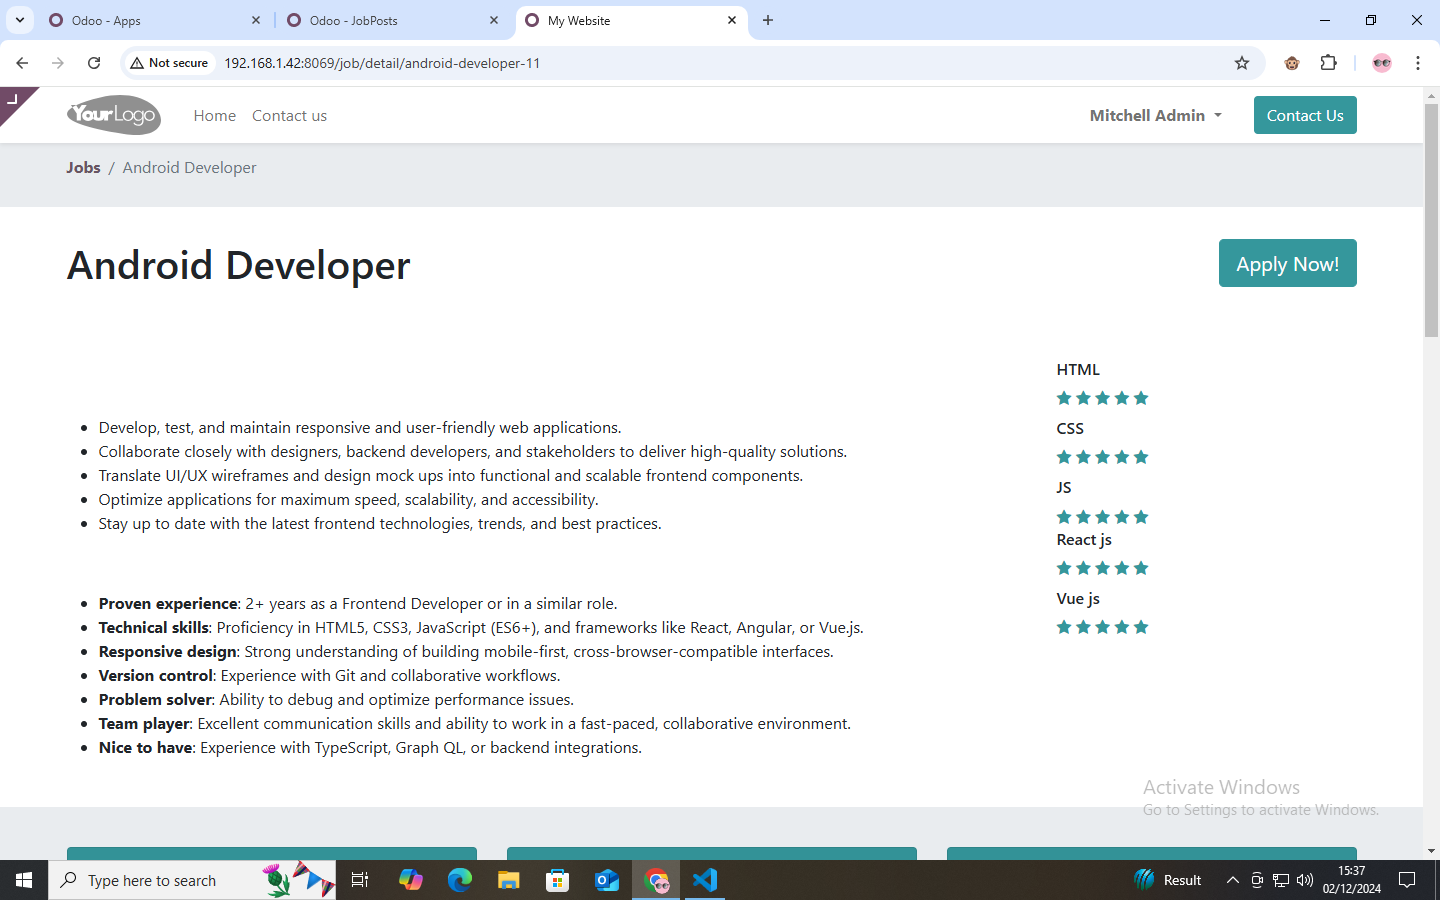 Odoo - Apps
Odoo - JobPosts
My Website
Not secure
192.168.1.42:8069/job/detail/android-developer-11
YourLogo
Home
Contact us
Mitchell Admin
Contact Us
Jobs / Android Developer
Android Developer
Apply Now!
HTML
CSS
JS
React js
Vue js
Develop, test, and maintain responsive and user-friendly web applications.
Collaborate closely with designers, backend developers, and stakeholders to deliver high-quality solutions.
Translate UI/UX wireframes and design mock ups into functional and scalable frontend components.
Optimize applications for maximum speed, scalability, and accessibility.
Stay up to date with the latest frontend technologies, trends, and best practices.
Proven experience: 2+ years as a Frontend Developer or in a similar role.
Technical skills: Proficiency in HTML5, CSS3, JavaScript (ES6+), and frameworks like React, Angular, or Vue.js.
Responsive design: Strong understanding of building mobile-first, cross-browser-compatible interfaces.
Version control: Experience with Git and collaborative workflows.
Problem solver: Ability to debug and optimize performance issues.
Team player: Excellent communication skills and ability to work in a fast-paced, collaborative environment.
Nice to have: Experience with TypeScript, Graph QL, or backend integrations.
Activate Windows
Go to Settings to activate Windows.
Type here to search
Result
15:37
02/12/2024